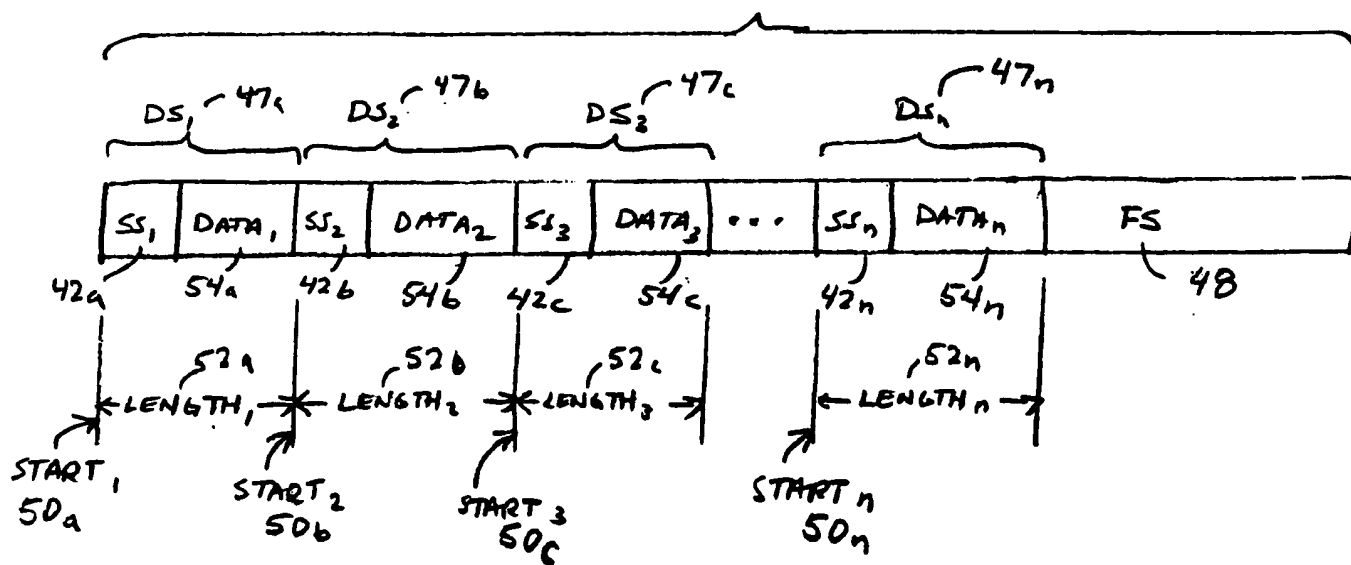 47a 47b 47c 47n
DS₁ DS₂ DS₃ DSₙ
SS₁ DATA₁ SS₂ DATA₂ SS₃ DATA₃ ... SSₙ DATAₙ FS
42a 54a 42b 54b 42c 54c 42n 54n 48
52a 52b 52c 52n
LENGTH₁ LENGTH₂ LENGTH₃ LENGTHₙ
START₁ START₂ START₃ STARTₙ
50a 50b 50c 50n